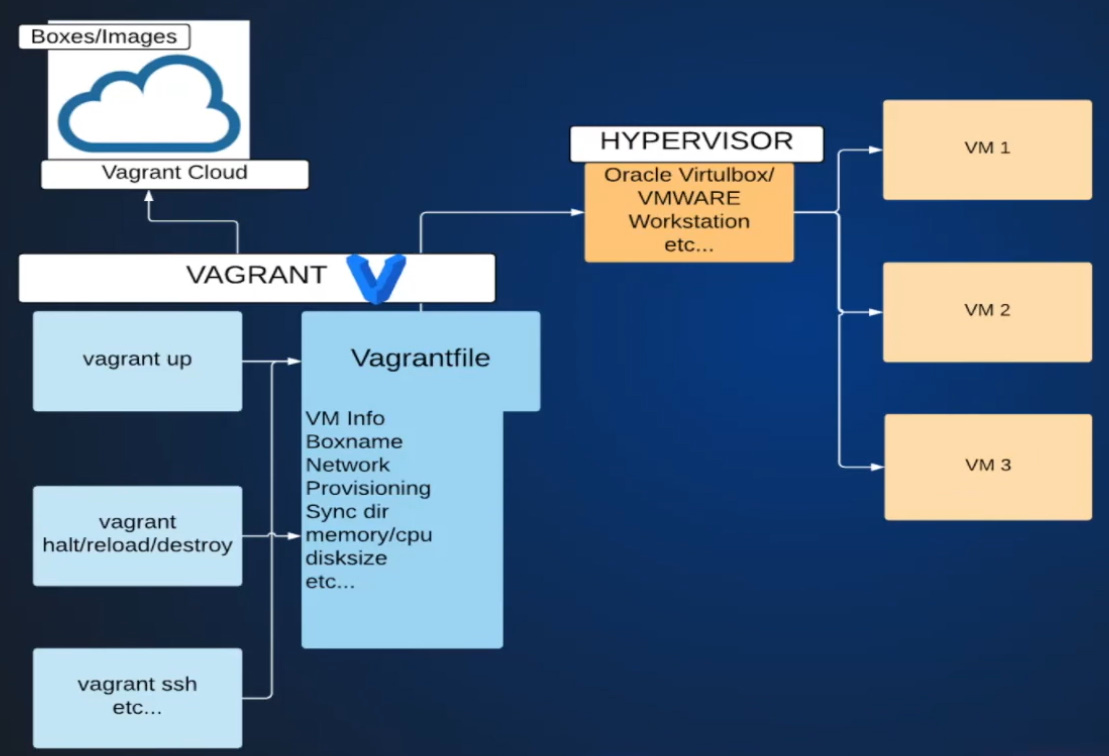 Boxes/Images
Vagrant Cloud
HYPERVISOR
Oracle Virtulbox/
VMWARE
Workstation
etc...
VM 1
VM 2
VM 3
VAGRANT
vagrant up
vagrant
halt/reload/destroy
vagrant ssh
etc...
Vagrantfile
VM Info
Boxname
Network
Provisioning
Sync dir
memory/cpu
disksize
etc...